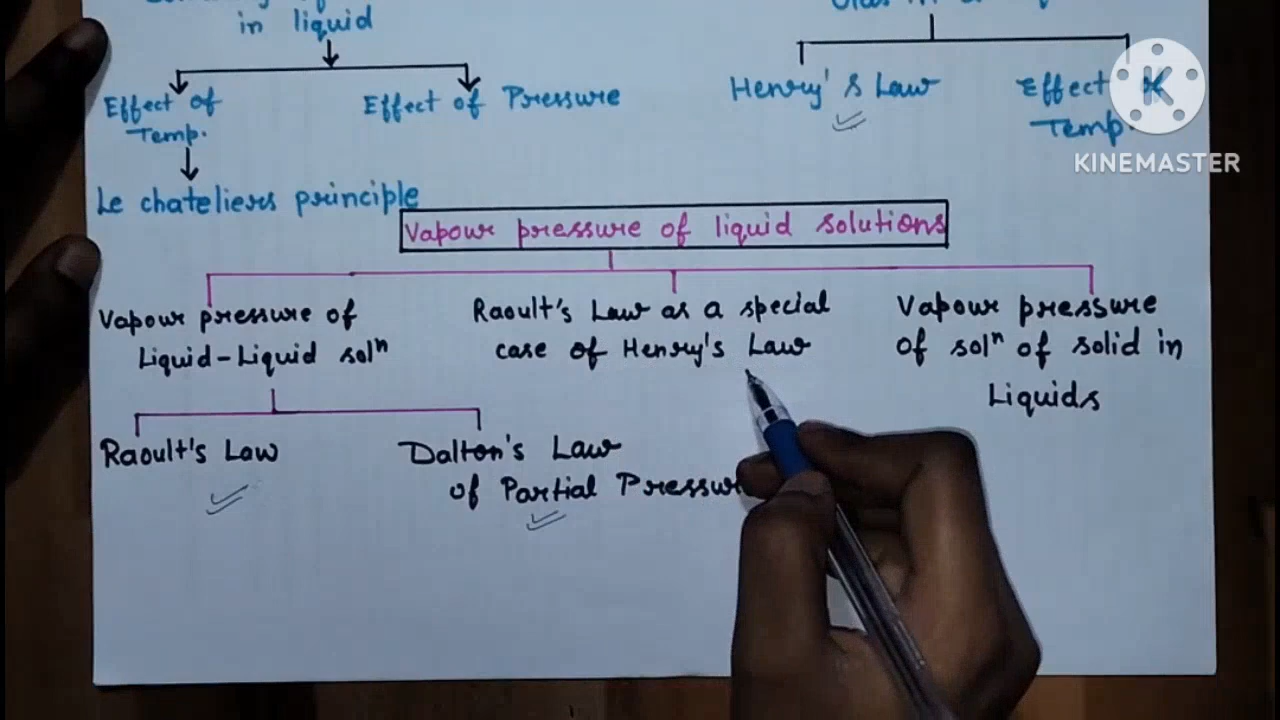 in liquid
Effect of
Temp.
Effect of Pressure
Le chateliers principle
Henry's Law
Effect of
Temp.
KINEMASTER
Vapour pressure of liquid solutions
Vapour pressure of
Liquid-Liquid solⁿ
Raoult's Law as a special
case of Henry's Law
Vapour pressure
of solⁿ of solid in
Liquids
Raoult's Law
Dalton's Law
of Partial